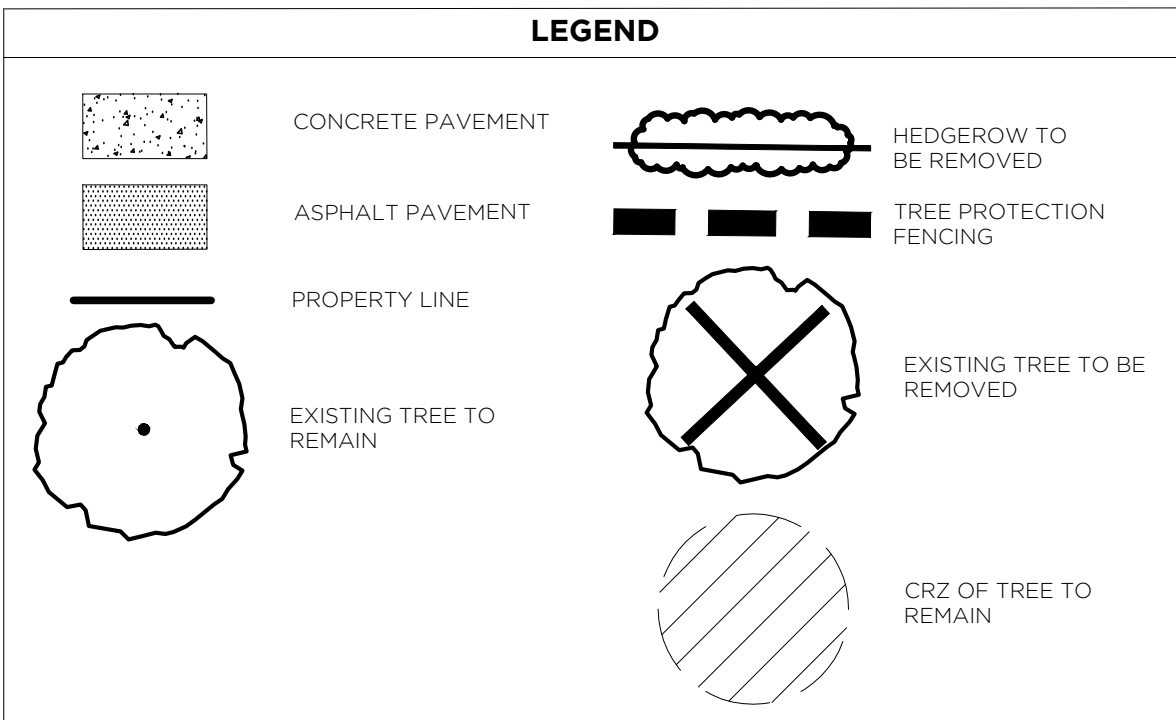 LEGEND
CONCRETE PAVEMENT
ASPHALT PAVEMENT
PROPERTY LINE
EXISTING TREE TO
REMAIN
HEDGEROW TO
BE REMOVED
TREE PROTECTION
FENCING
EXISTING TREE TO BE
REMOVED
CRZ OF TREE TO
REMAIN